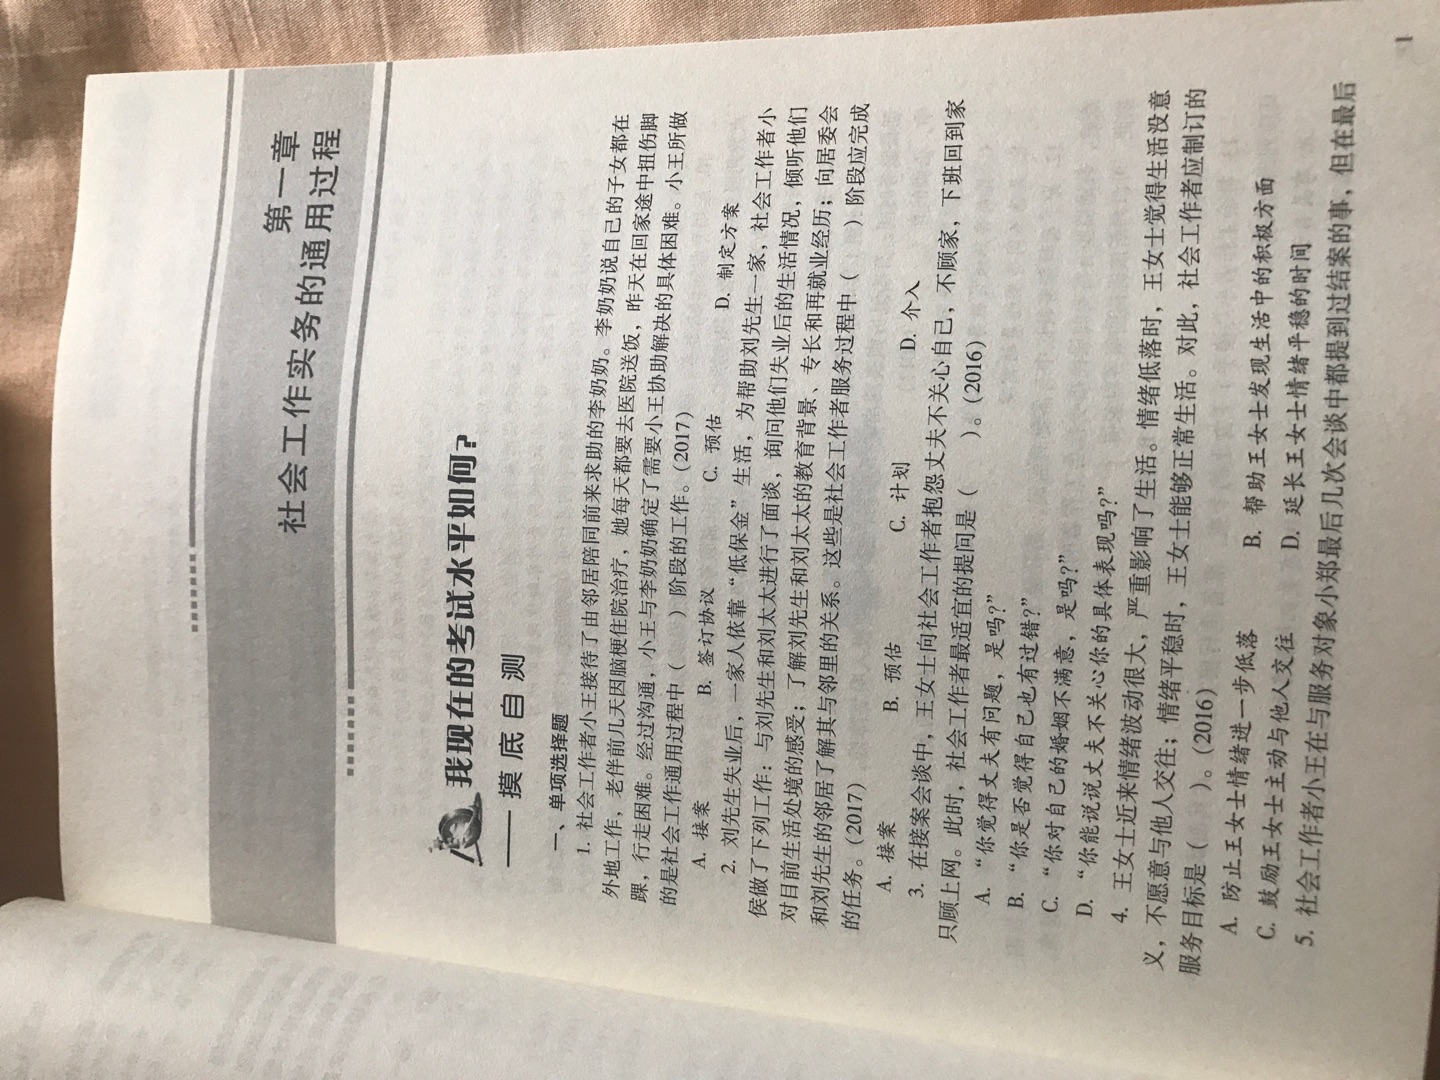 第一章
社会工作实务的通用过程
我现在的考试水平如何?
——摸底自测
一、单项选择题
1. 社会工作者小王接待了由邻居陪同前来求助的李奶奶。李奶奶说自己的子女都在
外地工作，老伴前几天因脑梗住院治疗，她每天都要去医院送饭，昨天在回家途中扭伤脚
踝，行走困难。经过沟通，小王与李奶奶确定了需要小王协助解决的具体困难。小王所做
的是社会工作通用过程中（ ）阶段的工作。(2017)
A. 接案 B. 签订协议 C. 预估 D. 制定方案
2. 刘先生失业后，一家人依靠“低保金”生活，为帮助刘先生一家，社会工作者小
侯做了下列工作：与刘先生和刘太太进行了面谈，询问他们失业后的生活情况，倾听他们
对目前生活处境的感受；了解刘先生和刘太太的教育背景、专长和再就业经历；向居委会
和刘先生的邻居了解其与邻里的关系。这些是社会工作者服务过程中（ ）阶段应完成
的任务。(2017)
A. 接案 B. 预估 C. 计划 D. 介入
3. 在接案会谈中，王女士向社会工作者抱怨丈夫不关心自己，不顾家，下班回到家
只顾上网。此时，社会工作者最适宜的提问是（ ）。(2016)
A. “你觉得丈夫有问题，是吗?”
B. “你是否觉得自己也有过错?”
C. “你对自己的婚姻不满意，是吗?”
D. “你能说说丈夫不关心你的具体表现吗?”
4. 王女士近来情绪波动很大，严重影响了生活。情绪低落时，王女士觉得生活没意
义，不愿意与他人交往；情绪平稳时，王女士能够正常生活。对此，社会工作者应制订的
服务目标是（ ）。(2016)
A. 防止王女士情绪进一步低落 B. 帮助王女士发现生活中的积极方面
C. 鼓励王女士主动与他人交往 D. 延长王女士情绪平稳的时间
5. 社会工作者小王在与服务对象小郑最后几次会谈中都提到过结案的事，但在最后
1